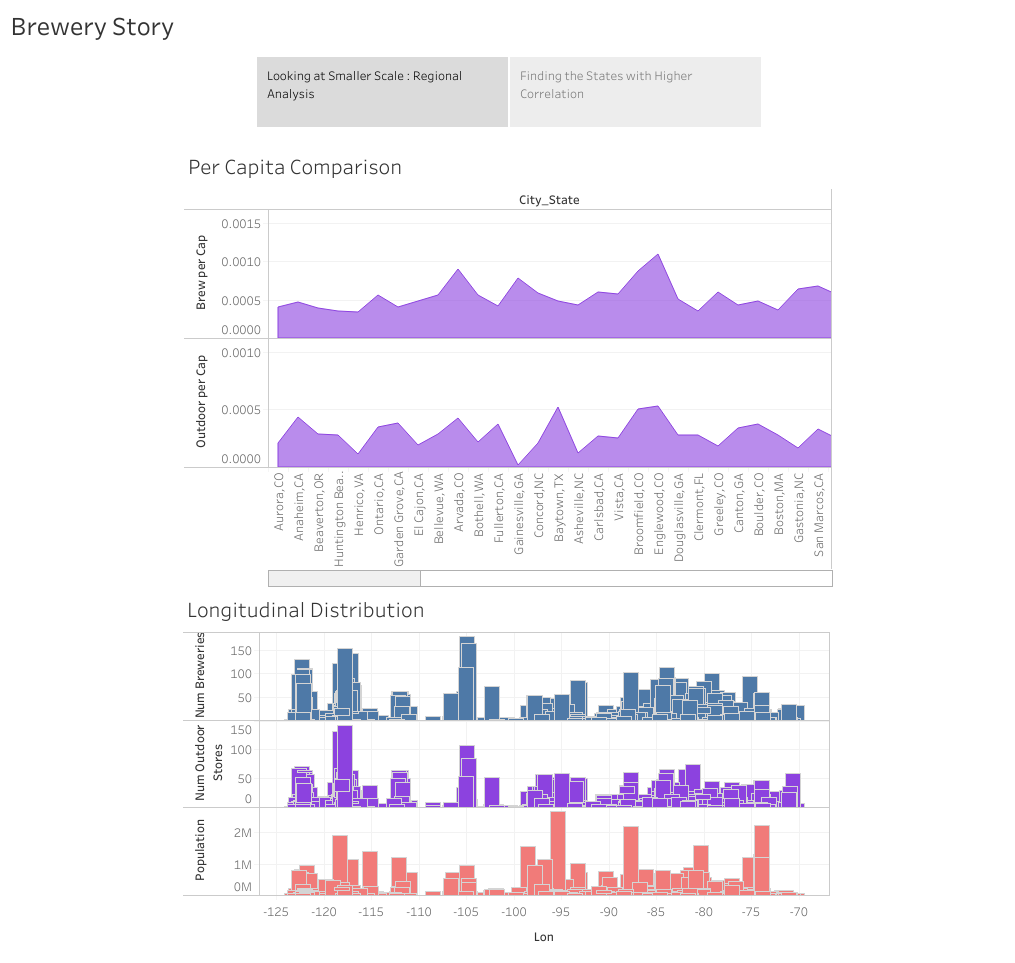 Brewery Story
Looking at Smaller Scale : Regional
Analysis
Finding the States with Higher
Correlation
Per Capita Comparison
City_State
Brew per Cap
0.0015
0.0010
0.0005
0.0000
Outdoor per Cap
0.0010
0.0005
0.0000
Aurora,CO
Anaheim,CA
Beaverton,OR
Huntington Bea..
Henrico,VA
Ontario,CA
Garden Grove,CA
El Cajon,CA
Bellevue,WA
Arvada,CO
Bothell,WA
Fullerton,CA
Gainesville,GA
Concord,NC
Baytown,TX
Asheville,NC
Carlsbad,CA
Vista,CA
Broomfield,CO
Englewood,CO
Douglasville,GA
Clermont,FL
Greeley,CO
Canton,GA
Boulder,CO
Boston,MA
Gastonia,NC
San Marcos,CA
Longitudinal Distribution
Num Breweries
150
100
50
Num Outdoor
Stores
150
100
50
0
Population
2M
1M
0M
-125 -120 -115 -110 -105 -100 -95 -90 -85 -80 -75 -70
Lon